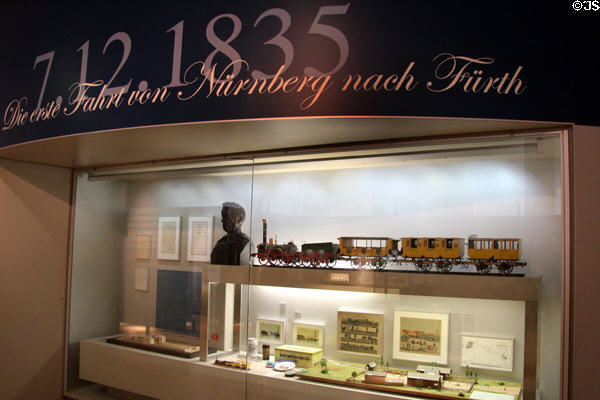 ©JS
7.12.1835
Die erste Fahrt von Nürnberg nach Fürth